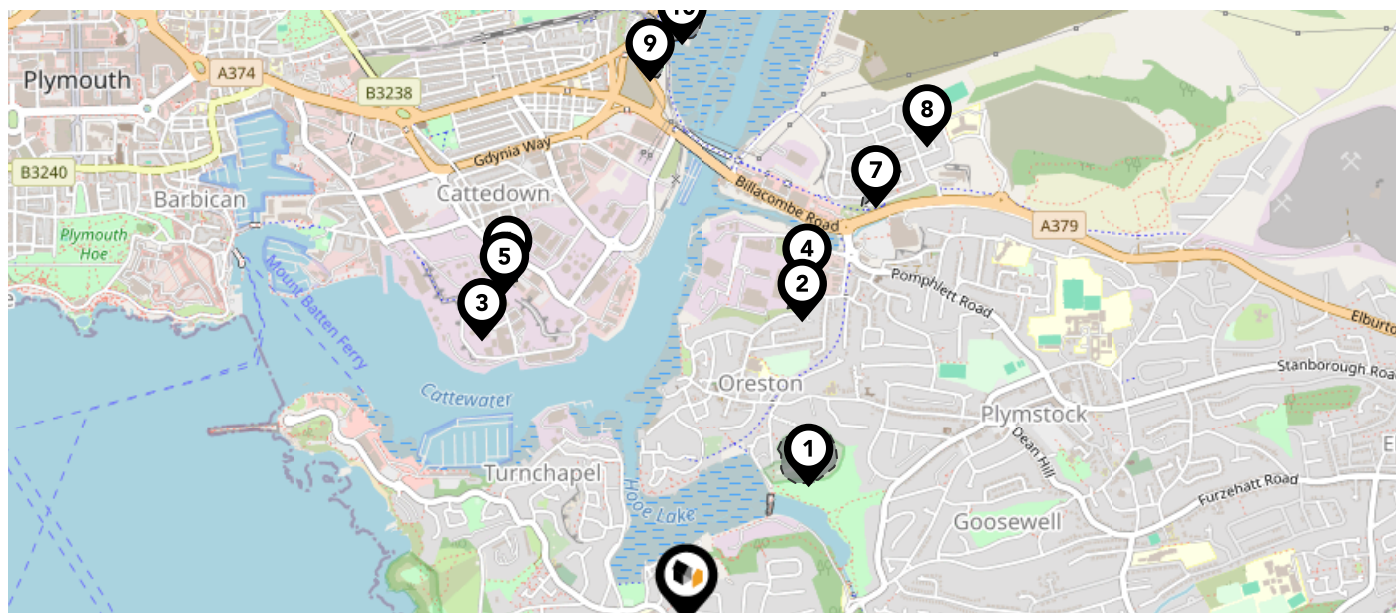 10
9
Plymouth
A374
B3238
8
Gdynia Way
B3240
7
Billacombe Road
Cattedown
Barbican
A379
Plymouth
Hoe
4
5
2
Pomphlett Road
3
Mount Batten Ferry
Stanborough Roa
Oreston
Cattewater
Plymstock
1
Dean Hill
Turnchapel
Furzehatt Road
Hooe Lake
Goosewell